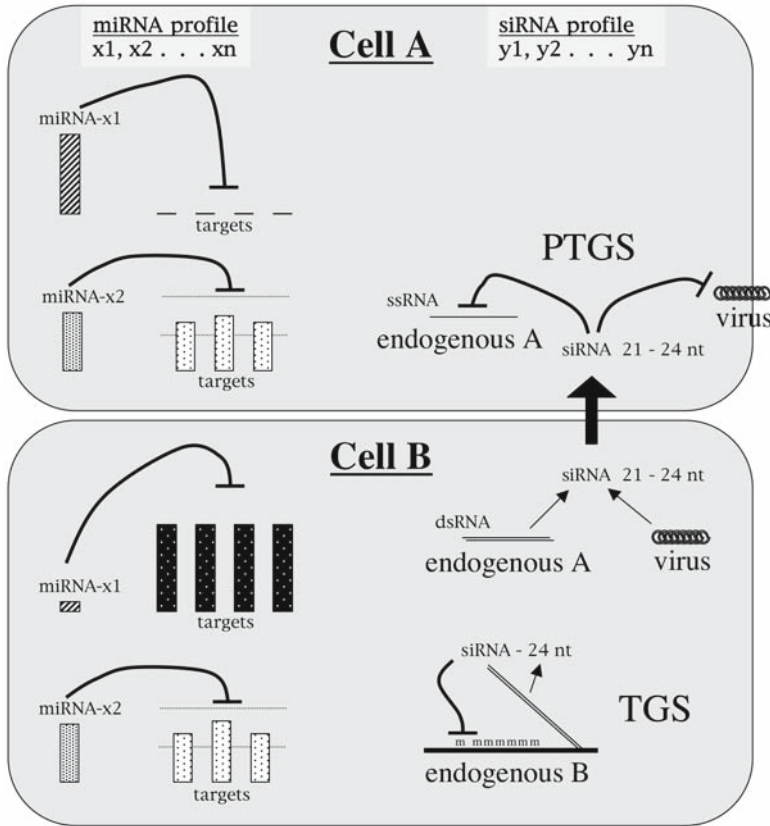 miRNA profile
x1, x2 . . . xn
Cell A
siRNA profile
y1, y2 . . . yn
miRNA-x1
targets
miRNA-x2
targets
PTGS
ssRNA
endogenous A
virus
siRNA 21 - 24 nt
Cell B
siRNA 21 - 24 nt
dsRNA
endogenous A
virus
miRNA-x1
targets
miRNA-x2
targets
siRNA - 24 nt
TGS
m mmmmmm
endogenous B